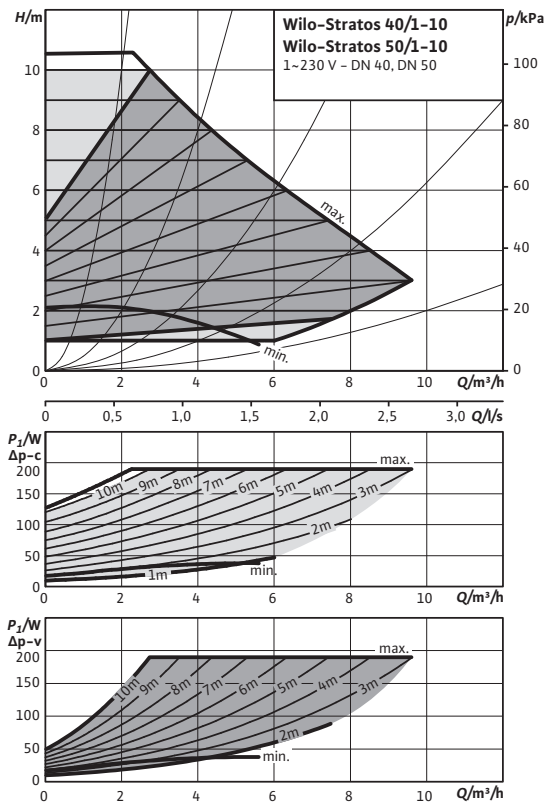 H/m
Wilo-Stratos 40/1-10
Wilo-Stratos 50/1-10
1~230 V - DN 40, DN 50
p/kPa
10
8
6
4
2
0
100
80
60
40
20
0
max.
min.
0 2 4 6 8 10 Q/m³/h
0 0,5 1,0 1,5 2,0 2,5 3,0 Q/l/s
P₁/W
Δp-c
200
150
100
50
0
max.
10m 9m 8m 7m 6m 5m 4m 3m
2m
1m
min.
0 2 4 6 8 10 Q/m³/h
P₁/W
Δp-v
200
150
100
50
0
max.
10m 9m 8m 7m 6m 5m 4m 3m
2m
min.
0 2 4 6 8 10 Q/m³/h